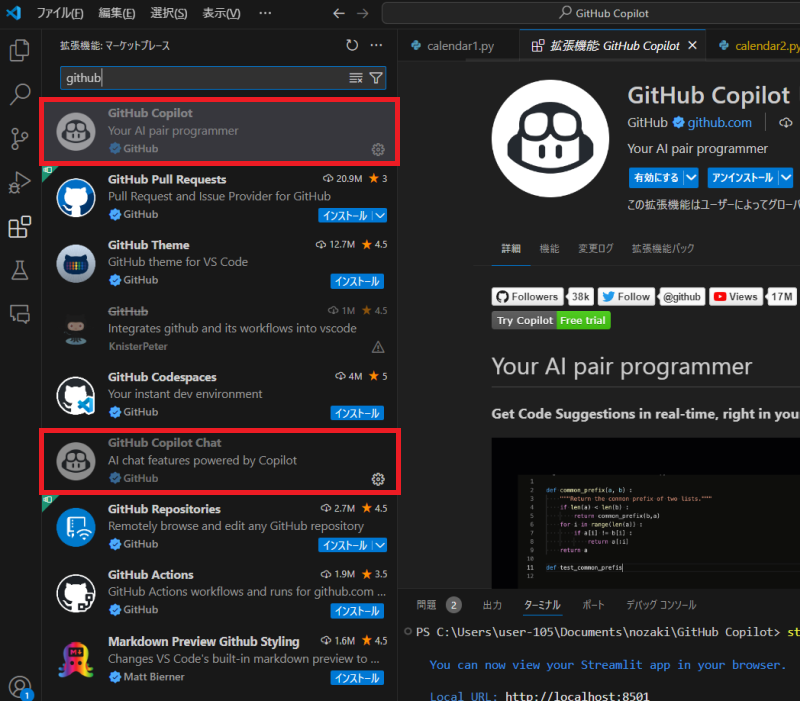 ファイル(F) 編集(E) 選択(S) 表示(V) ··· GitHub Copilot
拡張機能: マーケットプレース
github
GitHub Copilot
Your AI pair programmer
GitHub
GitHub Pull Requests 20.9M 3
Pull Request and Issue Provider for GitHub
GitHub インストール
GitHub Theme 12.7M 4.5
GitHub theme for VS Code
GitHub インストール
GitHub 1M 4.5
Integrates github and its workflows into vscode
KnisterPeter
GitHub Codespaces 4M 5
Your instant dev environment
GitHub インストール
GitHub Copilot Chat
AI chat features powered by Copilot
GitHub
GitHub Repositories 2.7M 4.5
Remotely browse and edit any GitHub repository
GitHub インストール
GitHub Actions 1.9M 3.5
GitHub Actions workflows and runs for github.com ...
GitHub インストール
Markdown Preview Github Styling 1.6M 4.5
Changes VS Code's built-in markdown preview to ...
Matt Bierner インストール
1
calendar1.py 拡張機能: GitHub Copilot calendar2.py
GitHub Copilot
GitHub github.com
Your AI pair programmer
有効にする アンインストール
この拡張機能はユーザーによってグローバ
詳細 機能 変更ログ 拡張機能パック
Followers 38k Follow @github Views 17M
Try Copilot Free trial
Your AI pair programmer
Get Code Suggestions in real-time, right in you
1
2 def common_prefix(a, b) :
3 """Return the common prefix of two lists."""
4 if len(a) < len(b) :
5 return common_prefix(b,a)
6 for i in range(len(a)) :
7 if a[i] != b[i] :
8 return a[:i]
9 return a
10
11 def test_common_prefix
12
問題 2 出力 ターミナル ポート デバッグ コンソール
PS C:\Users\user-105\Documents\nozaki\GitHub Copilot> st
You can now view your Streamlit app in your browser.
Local URL: http://localhost:8501